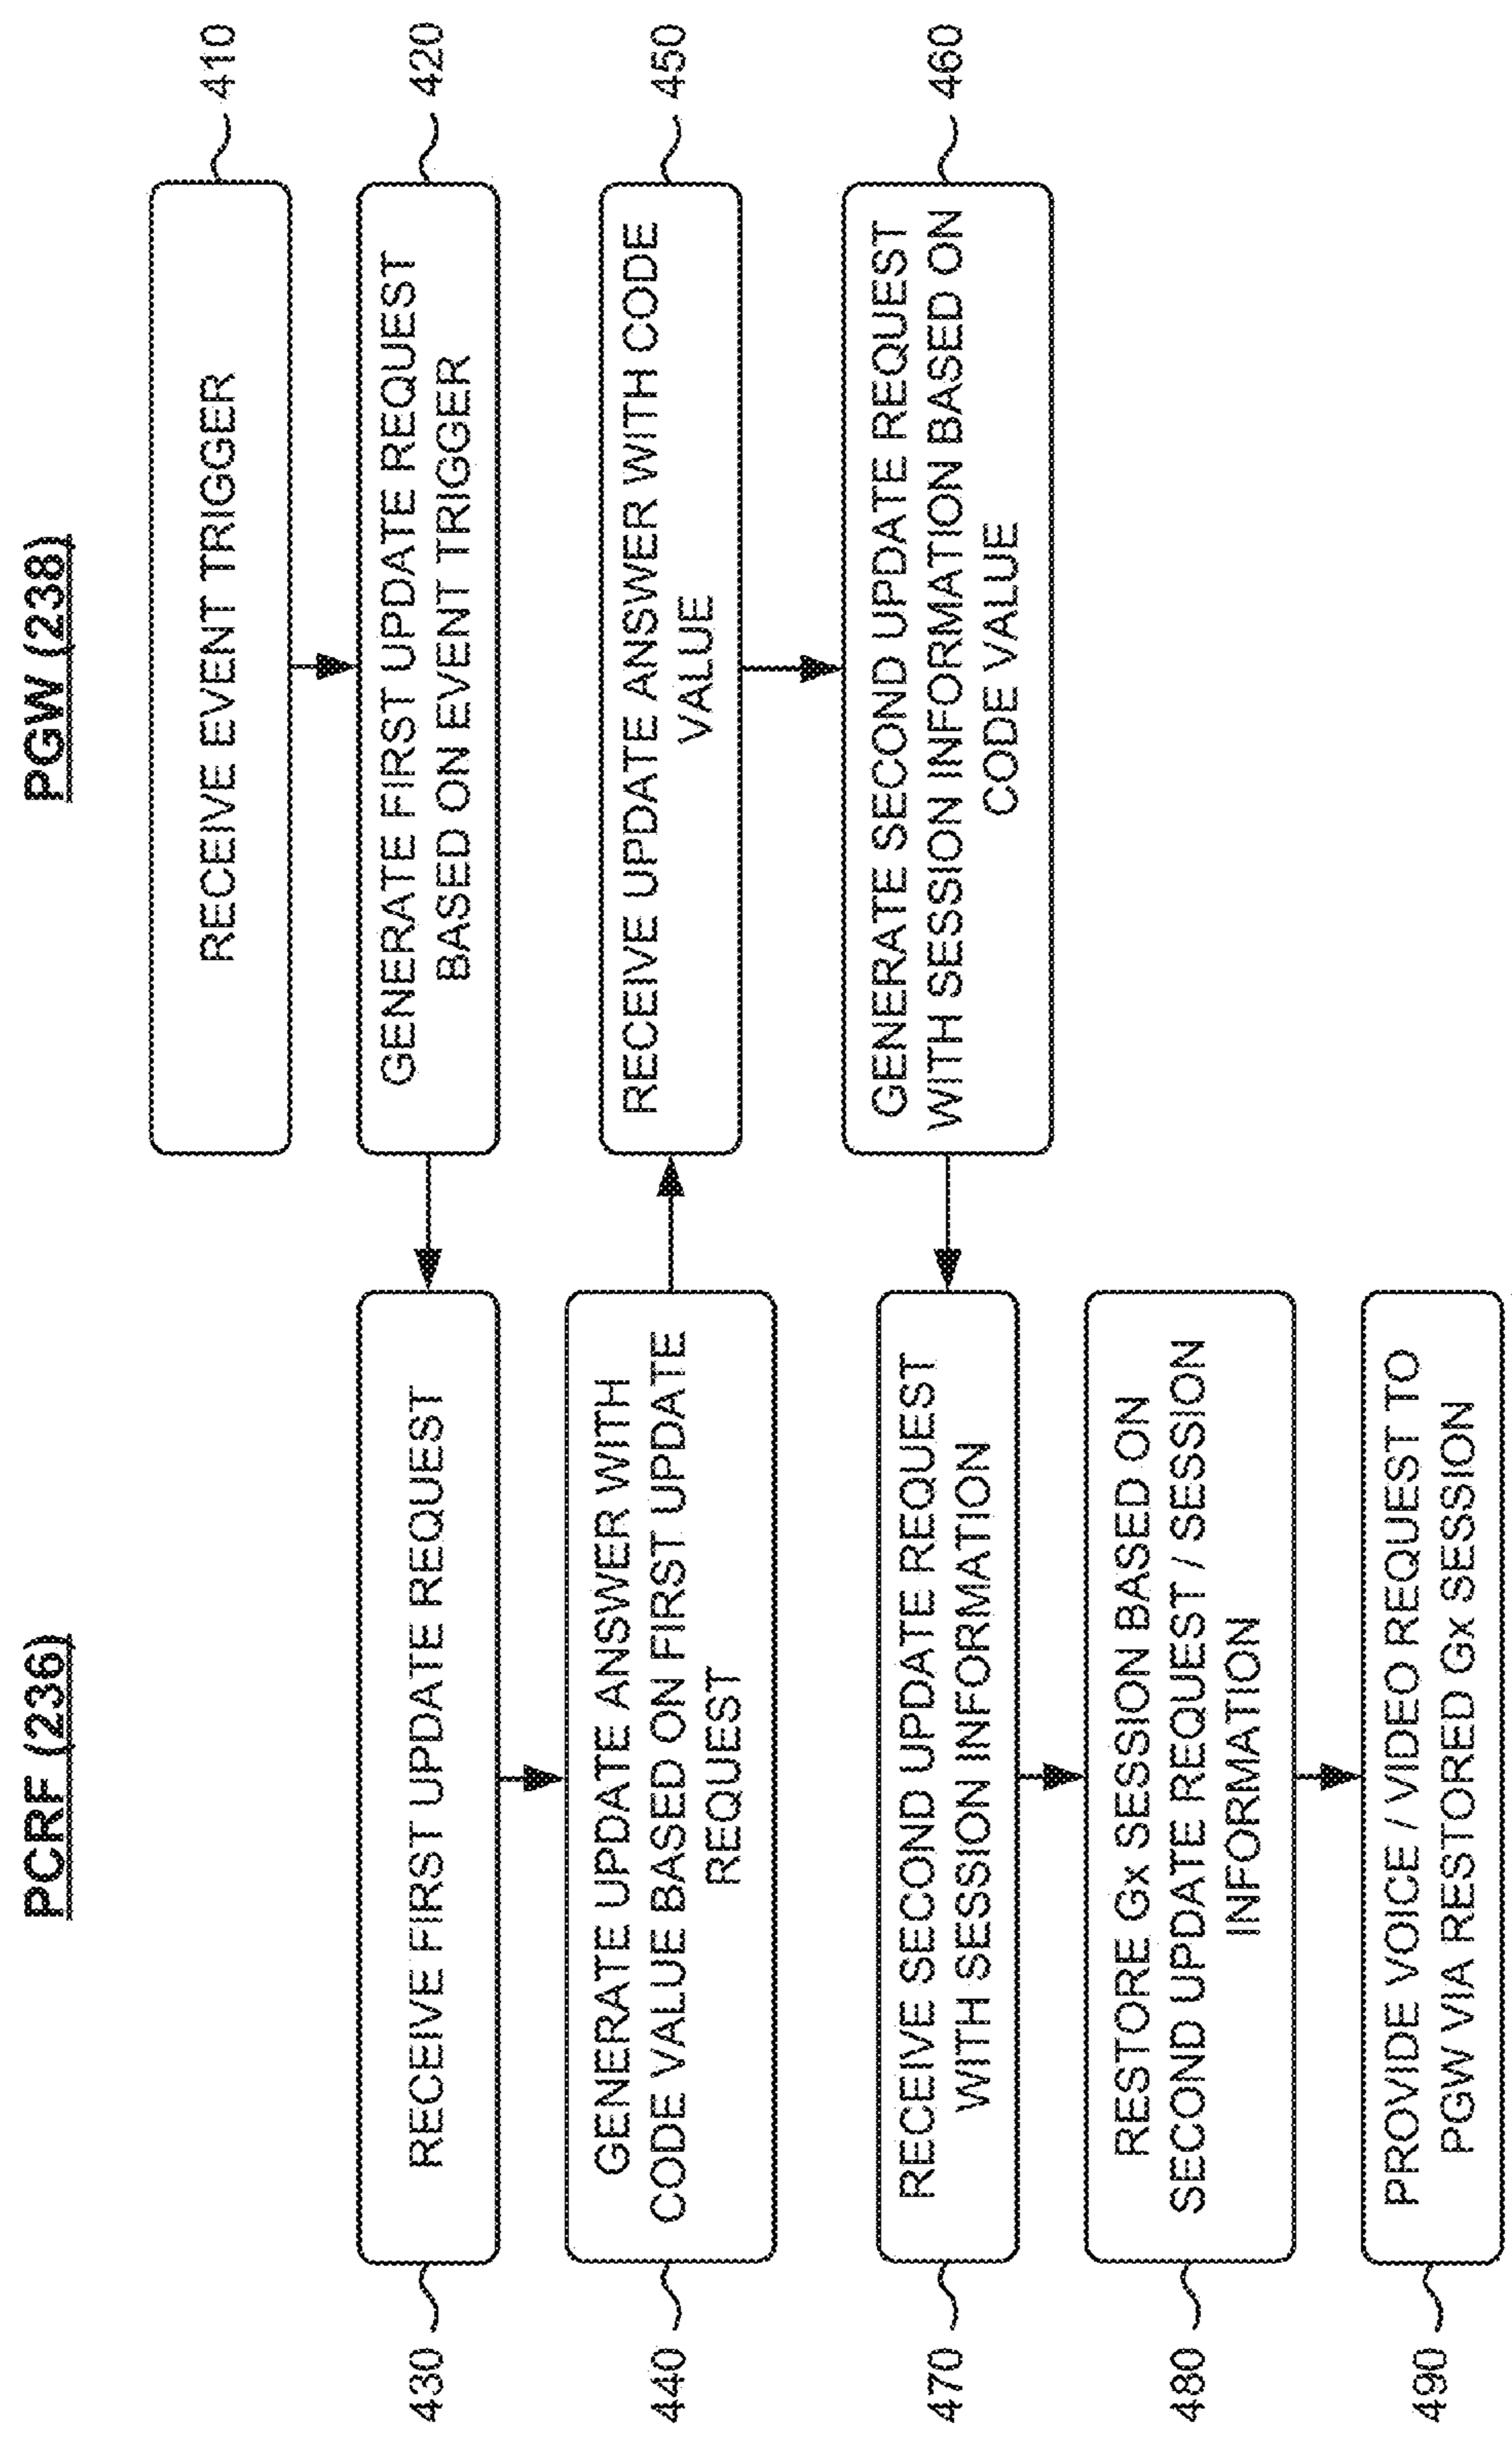 PCRF (236)
PGW (238)
RECEIVE EVENT TRIGGER
410
GENERATE FIRST UPDATE REQUEST
BASED ON EVENT TRIGGER
420
430
RECEIVE FIRST UPDATE REQUEST
440
GENERATE UPDATE ANSWER WITH
CODE VALUE BASED ON FIRST UPDATE
REQUEST
RECEIVE UPDATE ANSWER WITH CODE
VALUE
450
GENERATE SECOND UPDATE REQUEST
WITH SESSION INFORMATION BASED ON
CODE VALUE
460
470
RECEIVE SECOND UPDATE REQUEST
WITH SESSION INFORMATION
480
RESTORE Gx SESSION BASED ON
SECOND UPDATE REQUEST / SESSION
INFORMATION
490
PROVIDE VOICE / VIDEO REQUEST TO
PGW VIA RESTORED Gx SESSION